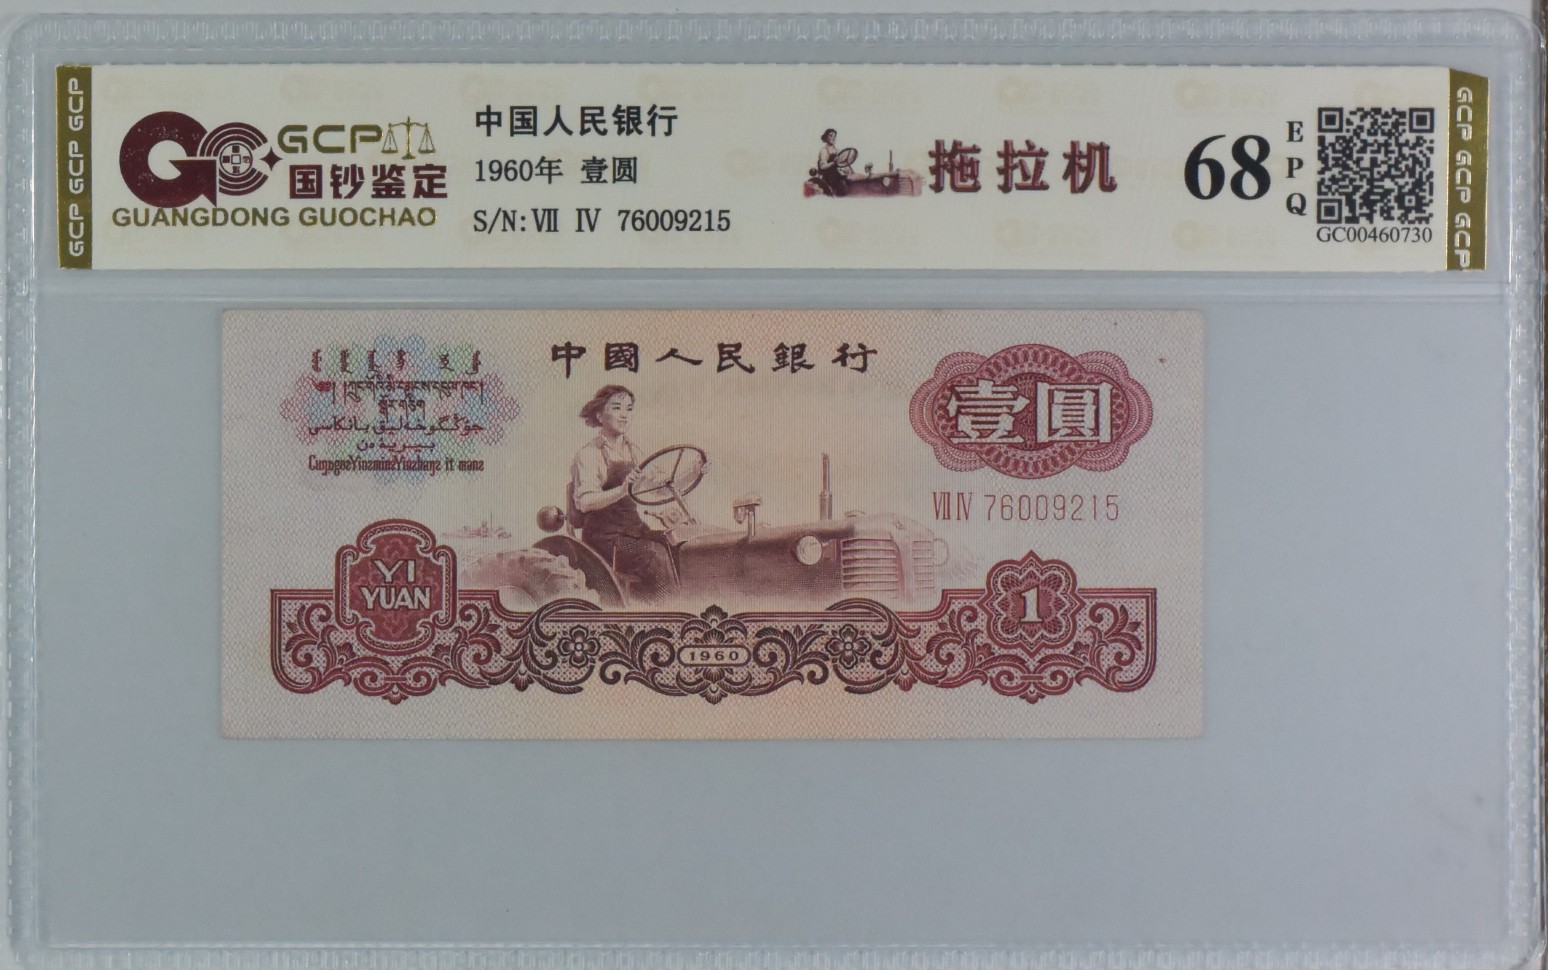 GCP GCP GCP
GCP
国钞鉴定
GUANGDONG GUOCHAO
中国人民银行
1960年 壹圆
S/N: Ⅶ Ⅳ 76009215
拖拉机
68
EPQ
GC00460730
GCP GCP GCP
中國人民銀行
壹圓
Ⅶ Ⅳ 76009215
YI
YUAN
1960
1